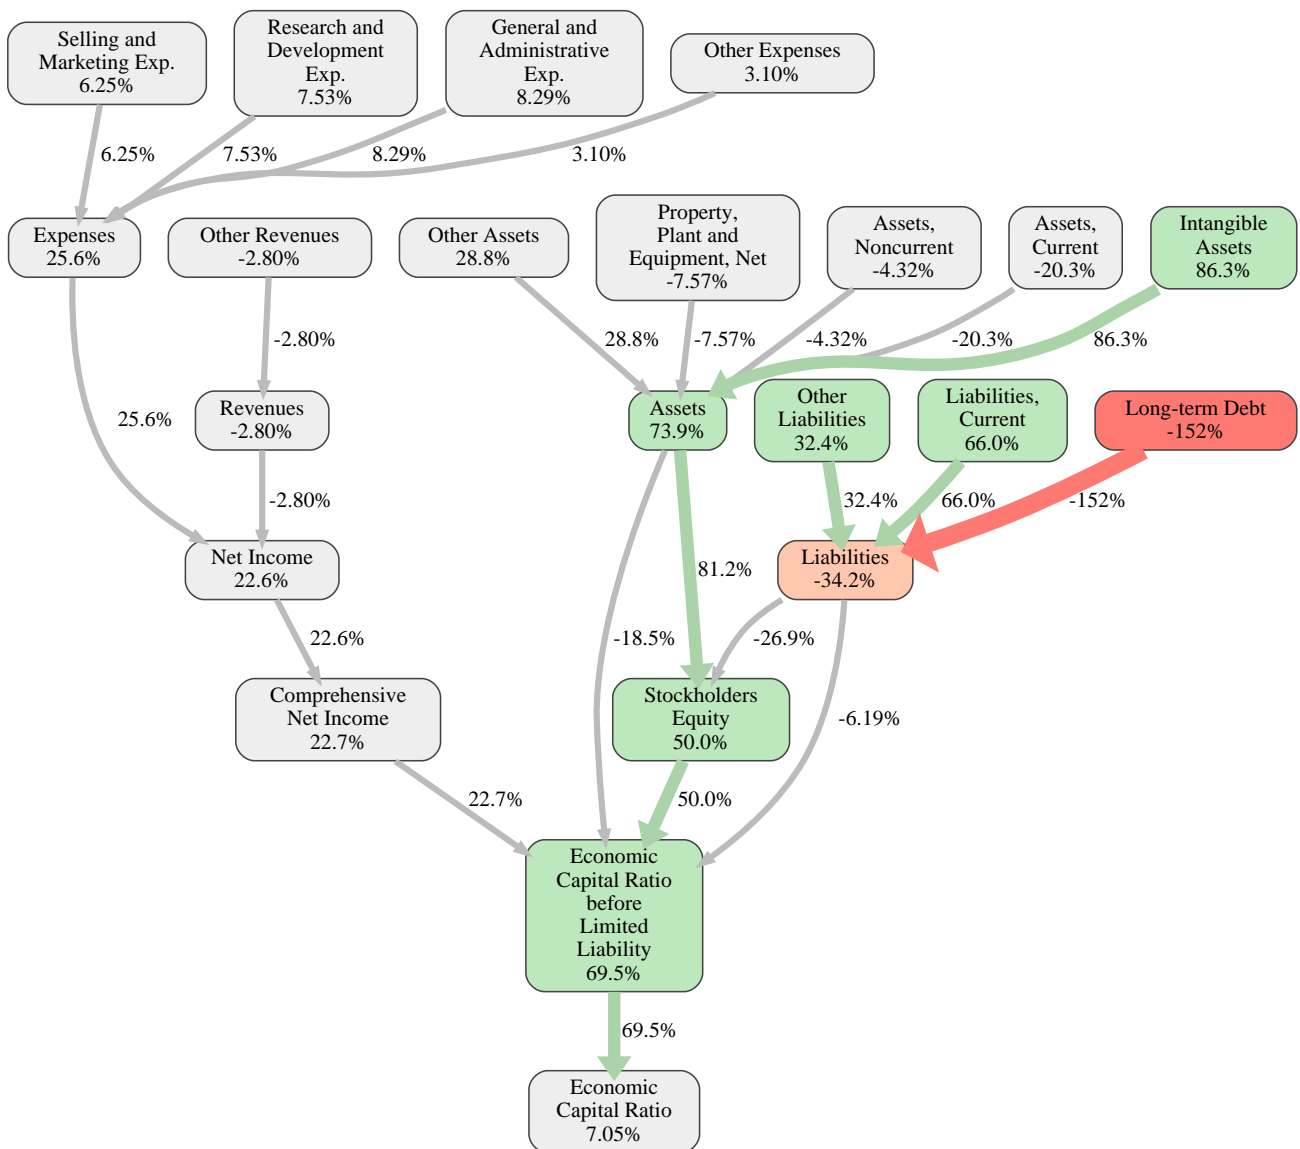 Selling and
Marketing Exp.
6.25%
Research and
Development
Exp.
7.53%
General and
Administrative
Exp.
8.29%
Other Expenses
3.10%
6.25%
7.53%
8.29%
3.10%
Expenses
25.6%
Other Revenues
-2.80%
Other Assets
28.8%
Property,
Plant and
Equipment, Net
-7.57%
Assets,
Noncurrent
-4.32%
Assets,
Current
-20.3%
Intangible
Assets
86.3%
-2.80%
28.8%
-7.57%
-4.32%
-20.3%
86.3%
25.6%
Revenues
-2.80%
Assets
73.9%
Other
Liabilities
32.4%
Liabilities,
Current
66.0%
Long-term Debt
-152%
-2.80%
32.4%
66.0%
-152%
Net Income
22.6%
81.2%
Liabilities
-34.2%
22.6%
-18.5%
-26.9%
Comprehensive
Net Income
22.7%
Stockholders
Equity
50.0%
-6.19%
22.7%
50.0%
Economic
Capital Ratio
before
Limited
Liability
69.5%
69.5%
Economic
Capital Ratio
7.05%